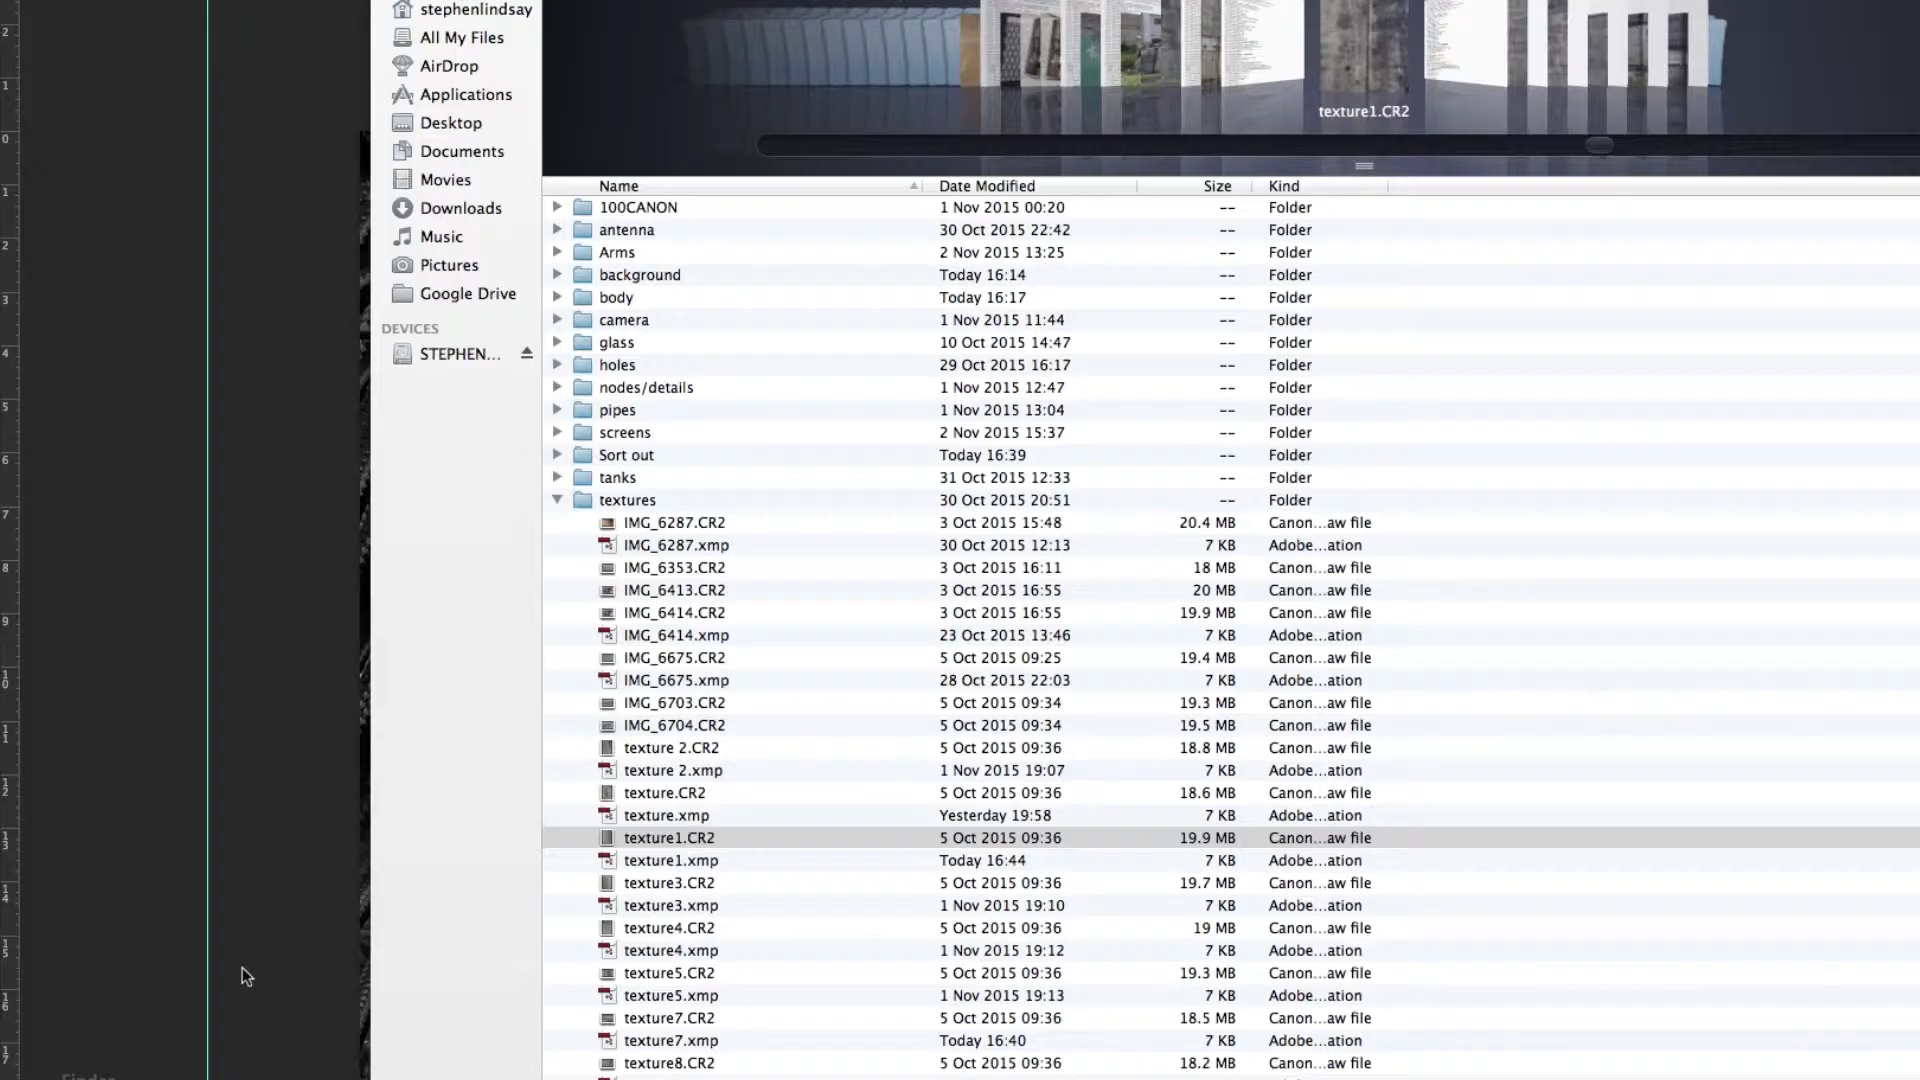 stephenlindsay
All My Files
AirDrop
Applications
Desktop
Documents
Movies
Downloads
Music
Pictures
Google Drive
DEVICES
STEPHEN...
texture1.CR2
Name Date Modified Size Kind
100CANON 1 Nov 2015 00:20 -- Folder
antenna 30 Oct 2015 22:42 -- Folder
Arms 2 Nov 2015 13:25 -- Folder
background Today 16:14 -- Folder
body Today 16:17 -- Folder
camera 1 Nov 2015 11:44 -- Folder
glass 10 Oct 2015 14:47 -- Folder
holes 29 Oct 2015 16:17 -- Folder
nodes/details 1 Nov 2015 12:47 -- Folder
pipes 1 Nov 2015 13:04 -- Folder
screens 2 Nov 2015 15:37 -- Folder
Sort out Today 16:39 -- Folder
tanks 31 Oct 2015 12:33 -- Folder
textures 30 Oct 2015 20:51 -- Folder
IMG_6287.CR2 3 Oct 2015 15:48 20.4 MB Canon...aw file
IMG_6287.xmp 30 Oct 2015 12:13 7 KB Adobe...ation
IMG_6353.CR2 3 Oct 2015 16:11 18 MB Canon...aw file
IMG_6413.CR2 3 Oct 2015 16:55 20 MB Canon...aw file
IMG_6414.CR2 3 Oct 2015 16:55 19.9 MB Canon...aw file
IMG_6414.xmp 23 Oct 2015 13:46 7 KB Adobe...ation
IMG_6675.CR2 5 Oct 2015 09:25 19.4 MB Canon...aw file
IMG_6675.xmp 28 Oct 2015 22:03 7 KB Adobe...ation
IMG_6703.CR2 5 Oct 2015 09:34 19.3 MB Canon...aw file
IMG_6704.CR2 5 Oct 2015 09:34 19.5 MB Canon...aw file
texture 2.CR2 5 Oct 2015 09:36 18.8 MB Canon...aw file
texture 2.xmp 1 Nov 2015 19:07 7 KB Adobe...ation
texture.CR2 5 Oct 2015 09:36 18.6 MB Canon...aw file
texture.xmp Yesterday 19:58 7 KB Adobe...ation
texture1.CR2 5 Oct 2015 09:36 19.9 MB Canon...aw file
texture1.xmp Today 16:44 7 KB Adobe...ation
texture3.CR2 5 Oct 2015 09:36 19.7 MB Canon...aw file
texture3.xmp 1 Nov 2015 19:10 7 KB Adobe...ation
texture4.CR2 5 Oct 2015 09:36 19 MB Canon...aw file
texture4.xmp 1 Nov 2015 19:12 7 KB Adobe...ation
texture5.CR2 5 Oct 2015 09:36 19.3 MB Canon...aw file
texture5.xmp 1 Nov 2015 19:13 7 KB Adobe...ation
texture7.CR2 5 Oct 2015 09:36 18.5 MB Canon...aw file
texture7.xmp Today 16:40 7 KB Adobe...ation
texture8.CR2 5 Oct 2015 09:36 18.2 MB Canon...aw file